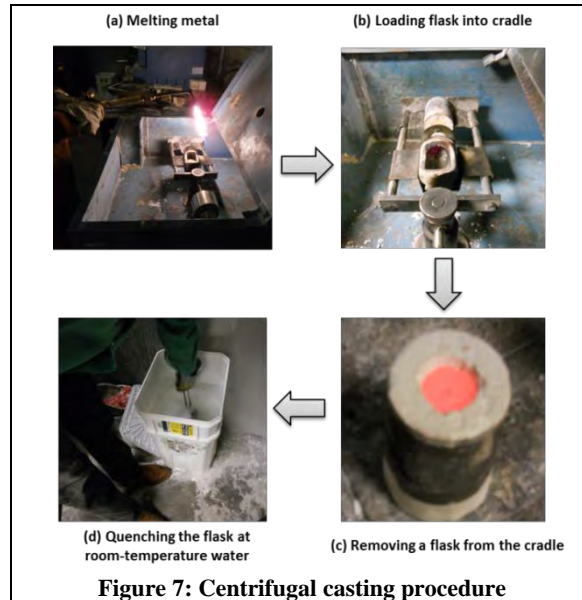 (a) Melting metal
(b) Loading flask into cradle
(d) Quenching the flask at
room-temperature water
(c) Removing a flask from the cradle
Figure 7: Centrifugal casting procedure